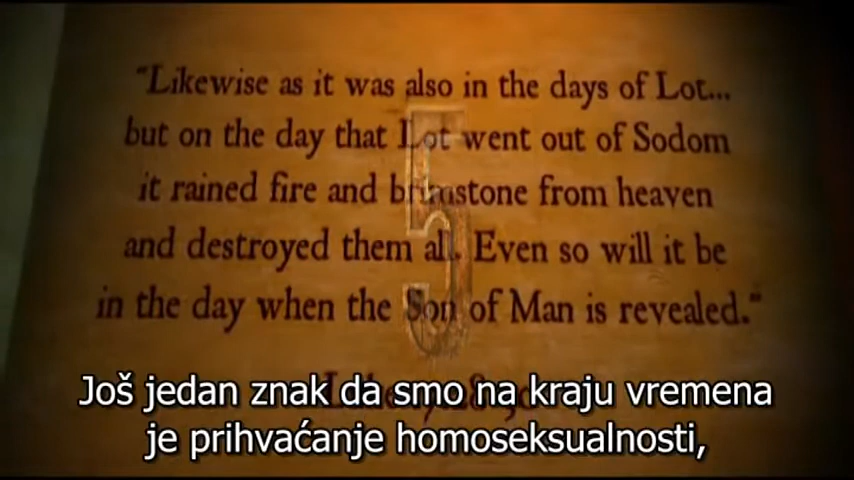 "Likewise as it was also in the days of Lot...
but on the day that Lot went out of Sodom
it rained fire and brimstone from heaven
and destroyed them all. Even so will it be
in the day when the Son of Man is revealed."
5
Još jedan znak da smo na kraju vremena
je prihvaćanje homoseksualnosti,